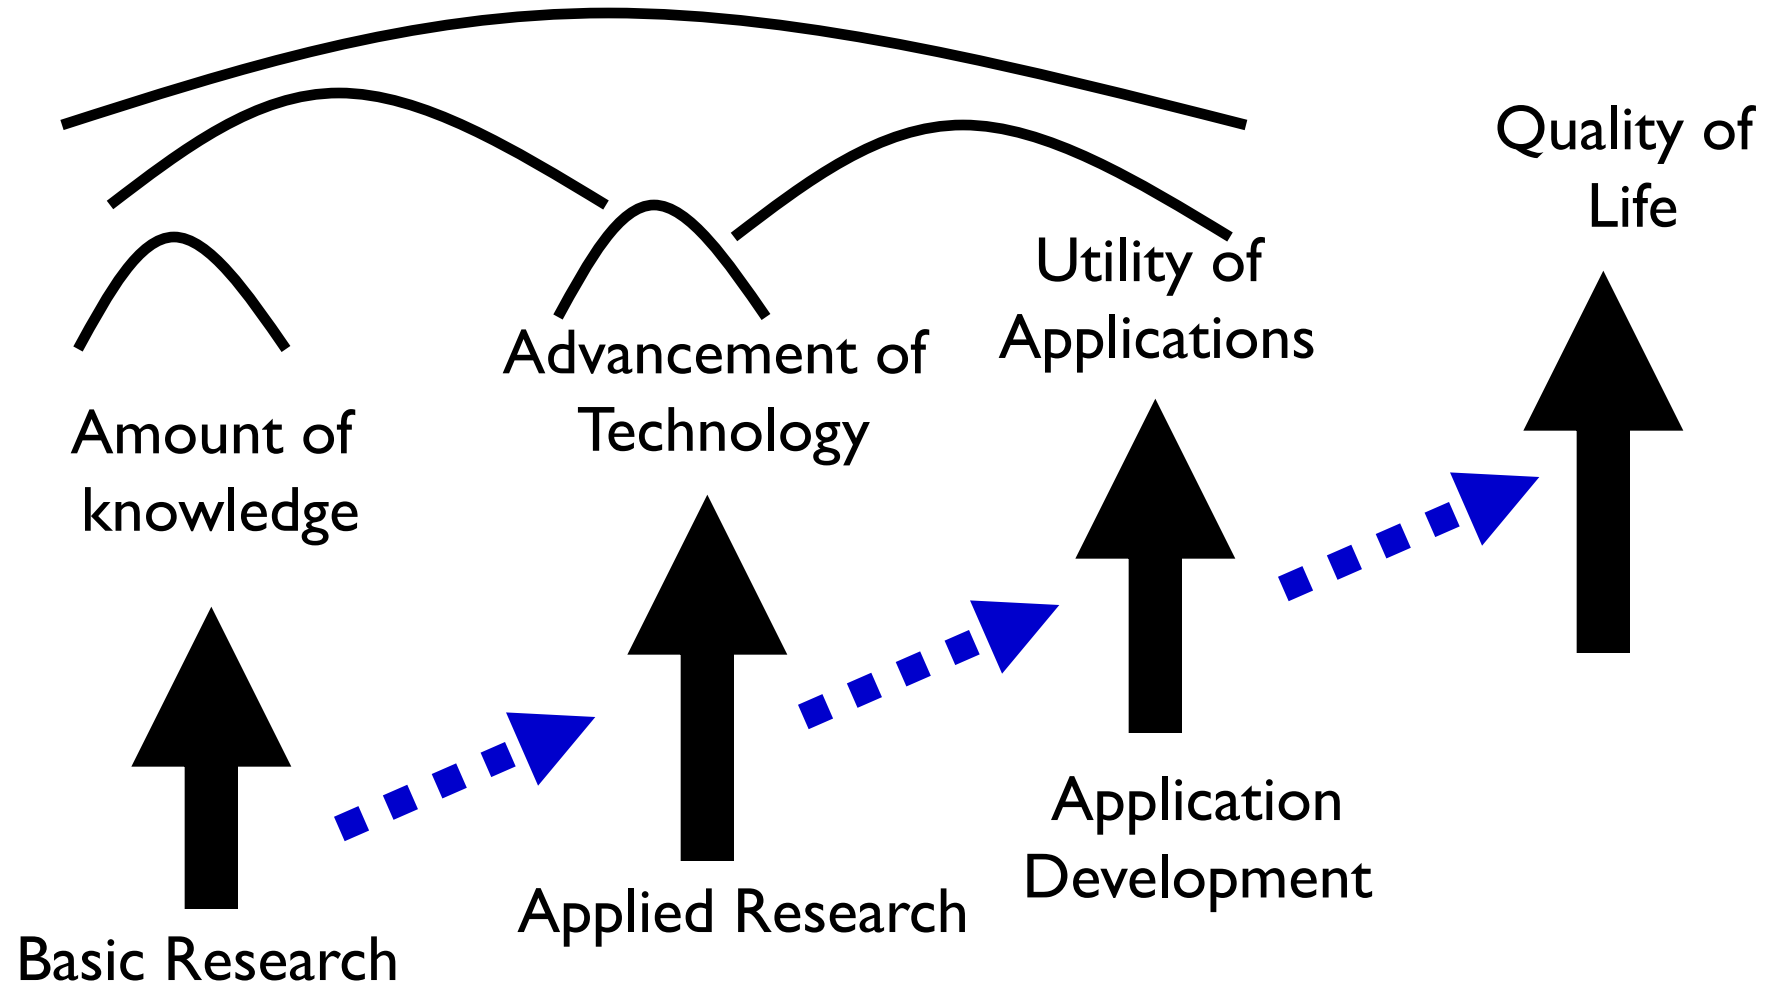 Quality of
Life
Utility of
Applications
Advancement of
Technology
Amount of
knowledge
Application
Development
Applied Research
Basic Research